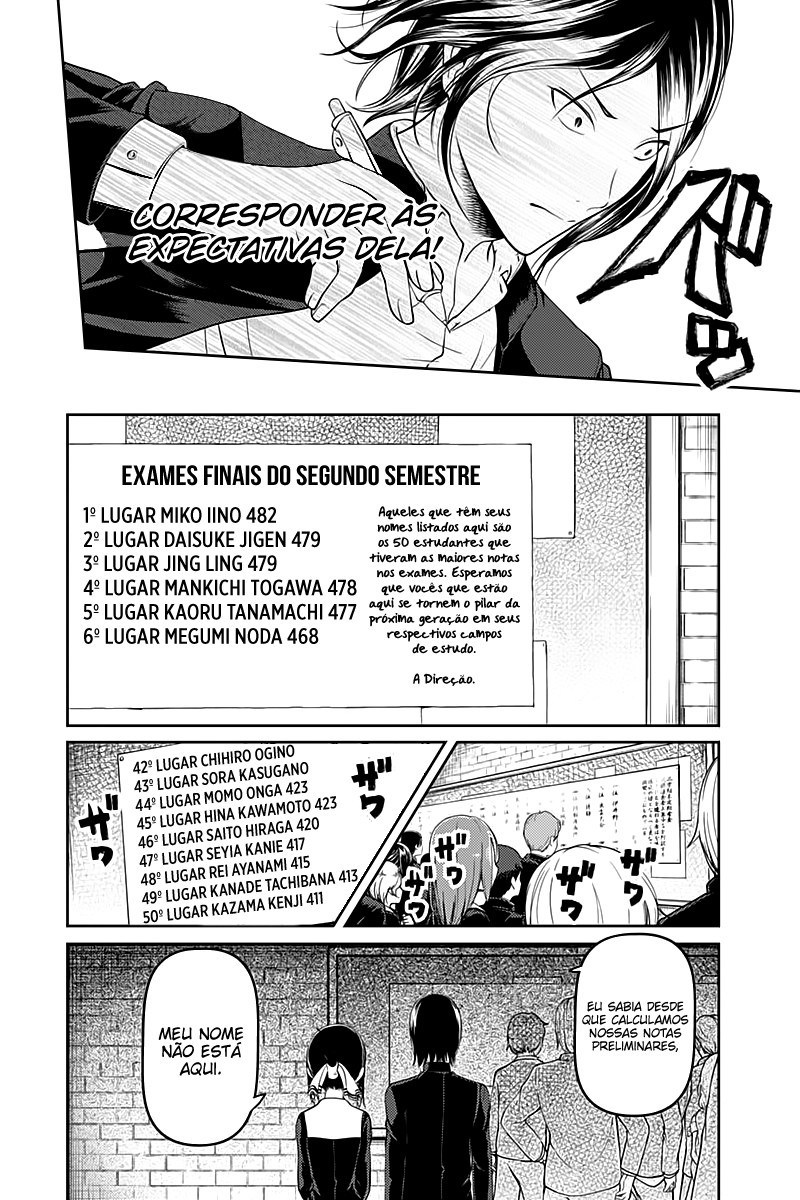 CORRESPONDER ÀS
EXPECTATIVAS DELA!
EXAMES FINAIS DO SEGUNDO SEMESTRE
1º LUGAR MIKO IINO 482
2º LUGAR DAISUKE JIGEN 479
3º LUGAR JING LING 479
4º LUGAR MANKICHI TOGAWA 478
5º LUGAR KAORU TANAMACHI 477
6º LUGAR MEGUMI NODA 468
Aqueles que têm seus
nomes listados aqui são
os 50 estudantes que
tiveram as maiores notas
nos exames. Esperamos
que vocês que estão
aqui se tornem o pilar da
próxima geração em seus
respectivos campos
de estudo.
A Direção.
42º LUGAR CHIHIRO OGINO
43º LUGAR SORA KASUGANO
44º LUGAR MOMO ONGA 423
45º LUGAR HINA KAWAMOTO 423
46º LUGAR SAITO HIRAGA 420
47º LUGAR SEYIA KANIE 417
48º LUGAR REI AYANAMI 415
49º LUGAR KANADE TACHIBANA 413
50º LUGAR KAZAMA KENJI 411
ザワ
ザワ
ザワ
ザワ
EU SABIA DESDE
QUE CALCULAMOS
NOSSAS NOTAS
PRELIMINARES,
MEU NOME
NÃO ESTÁ
AQUI.